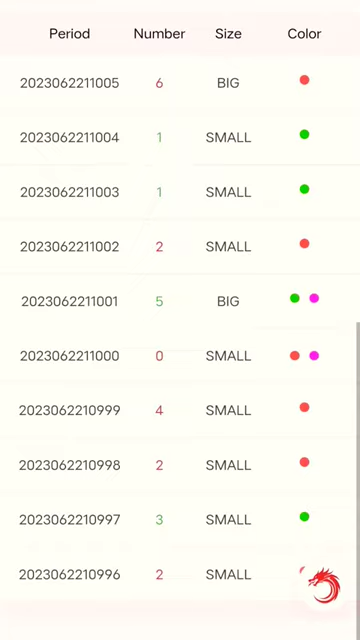 Period Number Size Color
2023062211005 6 BIG
2023062211004 1 SMALL
2023062211003 1 SMALL
2023062211002 2 SMALL
2023062211001 5 BIG
2023062211000 0 SMALL
2023062210999 4 SMALL
2023062210998 2 SMALL
2023062210997 3 SMALL
2023062210996 2 SMALL